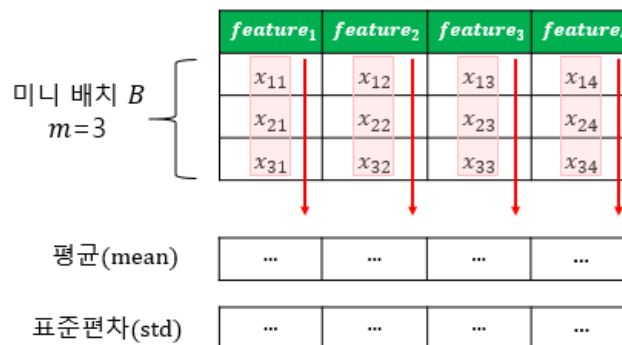 feature₁ feature₂ feature₃ feature
x₁₁ x₁₂ x₁₃ x₁₄
미니 배치 B
m=3
x₂₁ x₂₂ x₂₃ x₂₄
x₃₁ x₃₂ x₃₃ x₃₄
평균(mean) ... ... ... ...
표준편차(std) ... ... ... ...